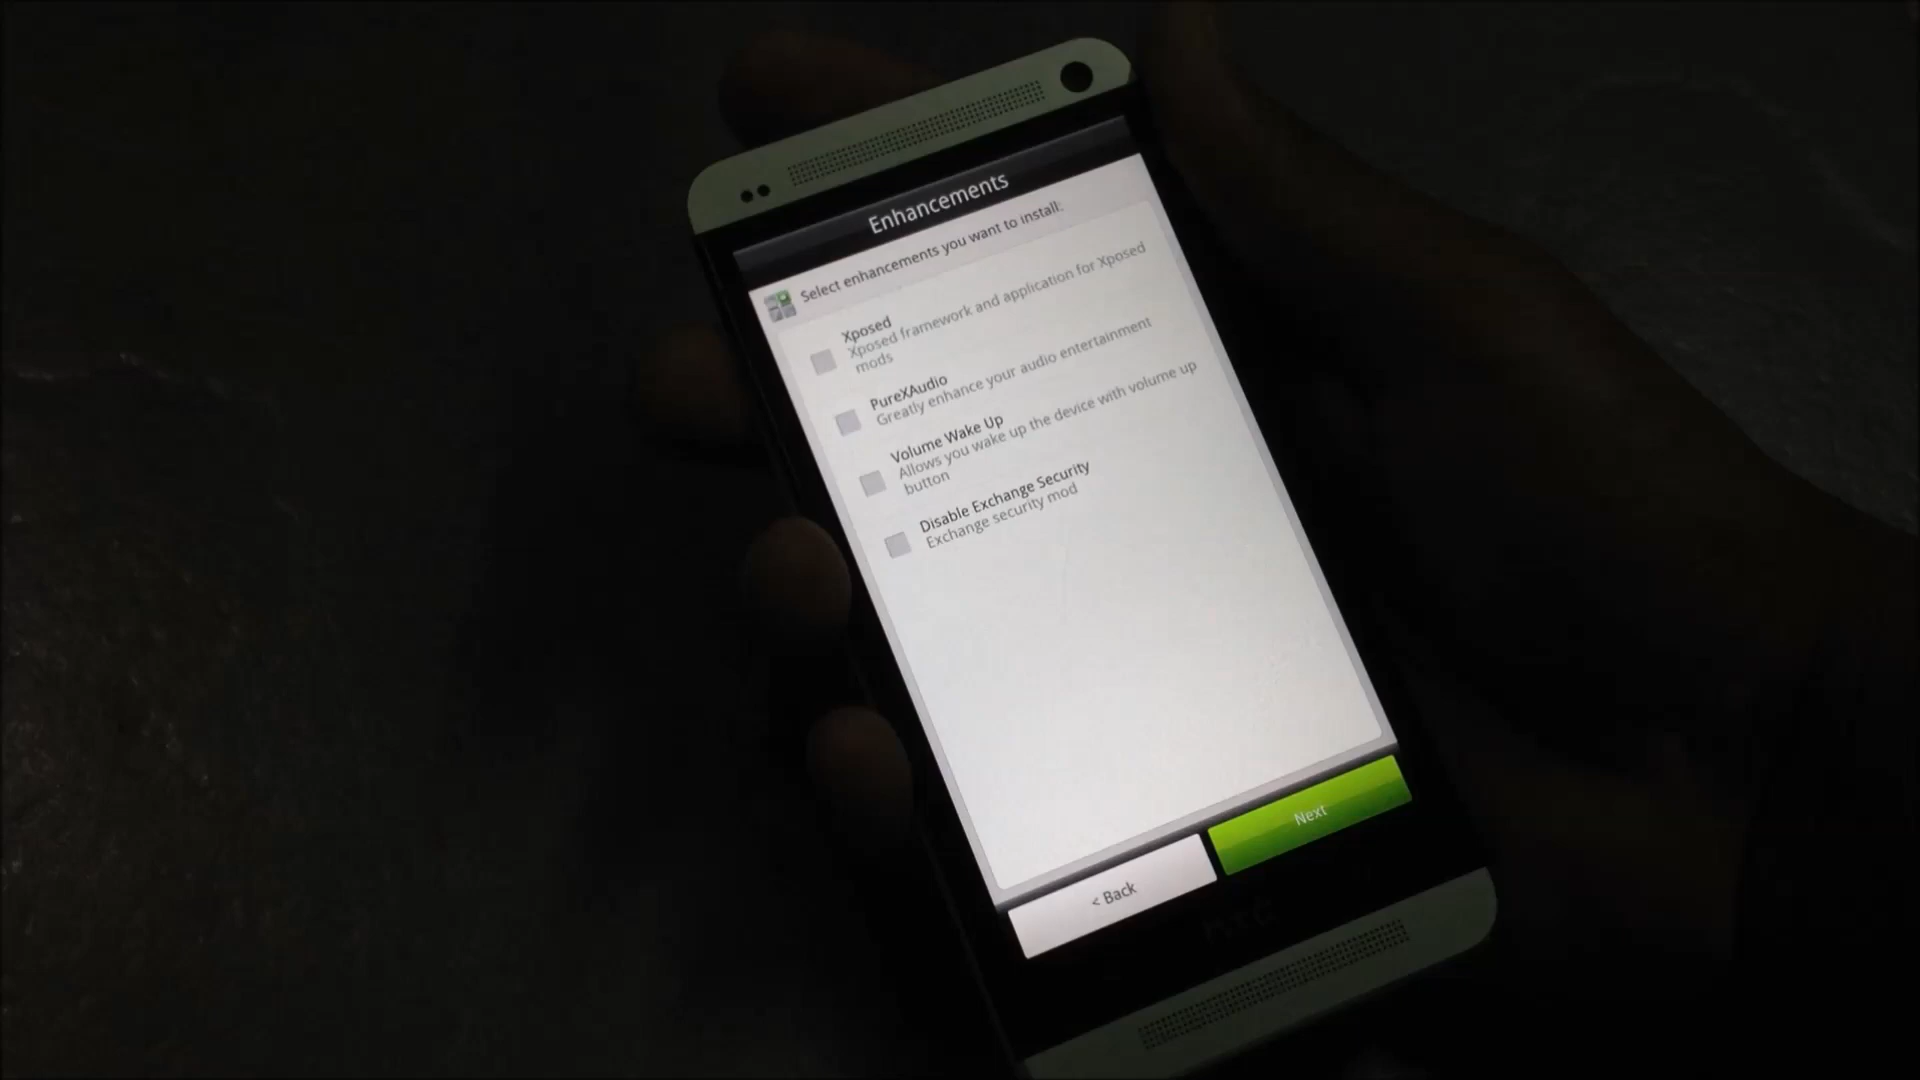 Enhancements
Select enhancements you want to install:
Xposed
Xposed framework and application for Xposed
mods
PureXAudio
Greatly enhance your audio entertainment
Volume Wake Up
Allows you wake up the device with volume up
button
Disable Exchange Security
Exchange security mod
Next
< Back
hTC